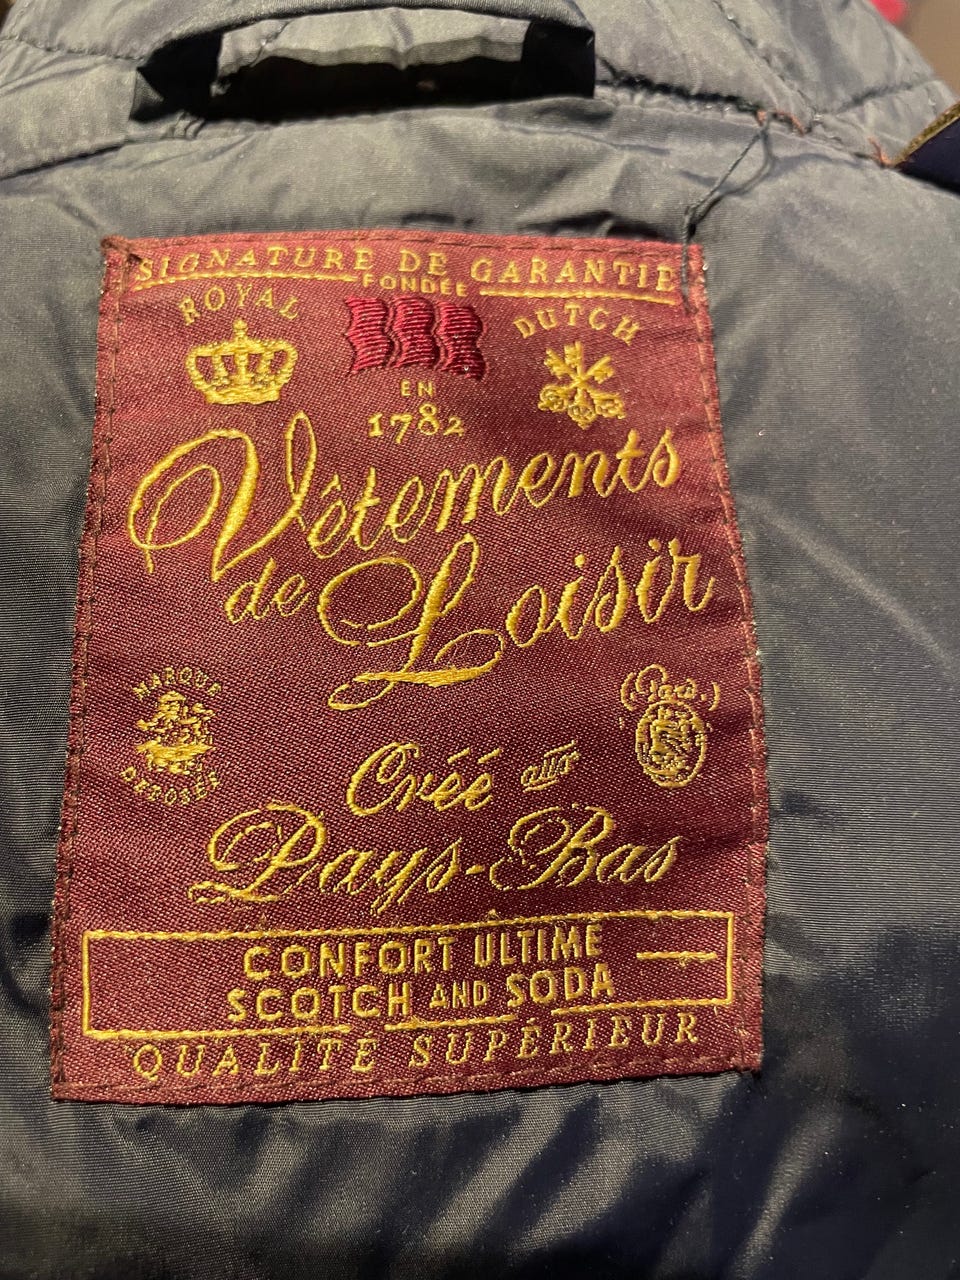 SIGNATURE DE GARANTIE
FONDÉE
ROYAL
DUTCH
EN
1782
Vêtements
de Loisir
MARQUE
DEPOSÉE
Créé aux
Pays-Bas
CONFORT ULTIME
SCOTCH AND SODA
QUALITÉ SUPÉRIEUR